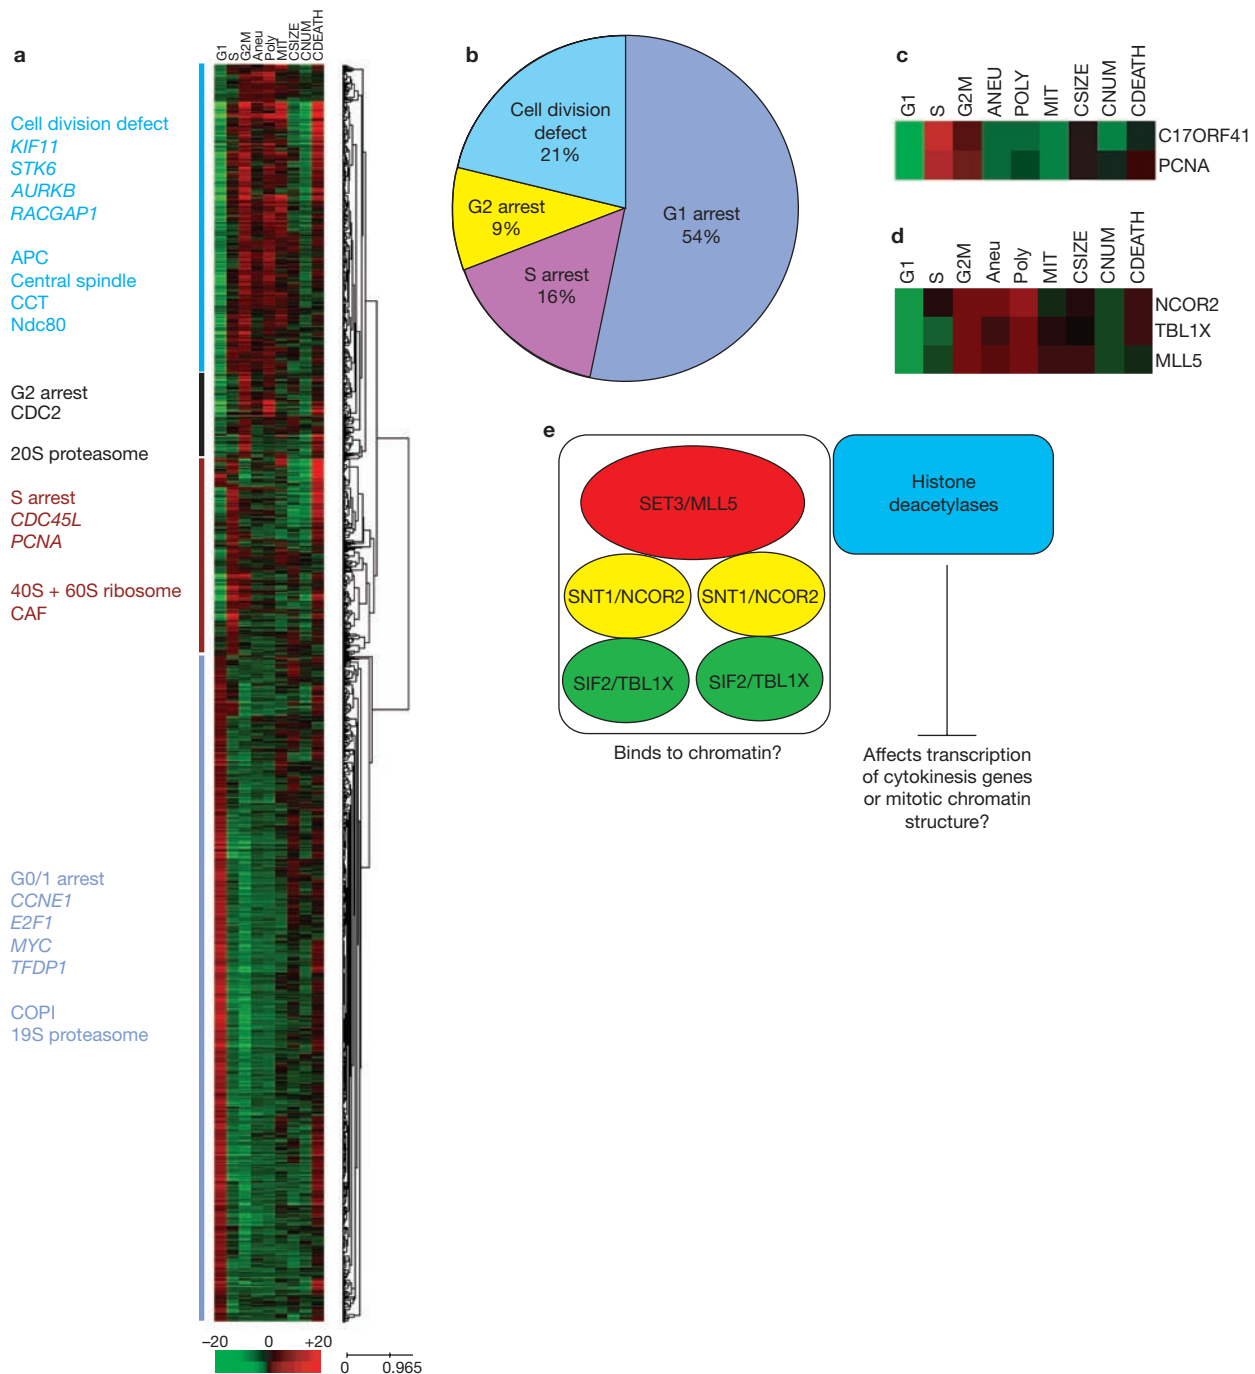 a
G1
S
G2M
Aneu
Poly
MIT
CSIZE
CNUM
CDEATH
Cell division defect
KIF11
STK6
AURKB
RACGAP1
APC
Central spindle
CCT
Ndc80
G2 arrest
CDC2
20S proteasome
S arrest
CDC45L
PCNA
40S + 60S ribosome
CAF
G0/1 arrest
CCNE1
E2F1
MYC
TFDP1
COPI
19S proteasome
−20 0 +20
0 0.965
b
Cell division
defect
21%
G2 arrest
9%
S arrest
16%
G1 arrest
54%
c
G1
S
G2M
ANEU
POLY
MIT
CSIZE
CNUM
CDEATH
C17ORF41
PCNA
d
G1
S
G2M
Aneu
Poly
MIT
CSIZE
CNUM
CDEATH
NCOR2
TBL1X
MLL5
e
SET3/MLL5
SNT1/NCOR2 SNT1/NCOR2
SIF2/TBL1X SIF2/TBL1X
Binds to chromatin?
Histone
deacetylases
Affects transcription
of cytokinesis genes
or mitotic chromatin
structure?